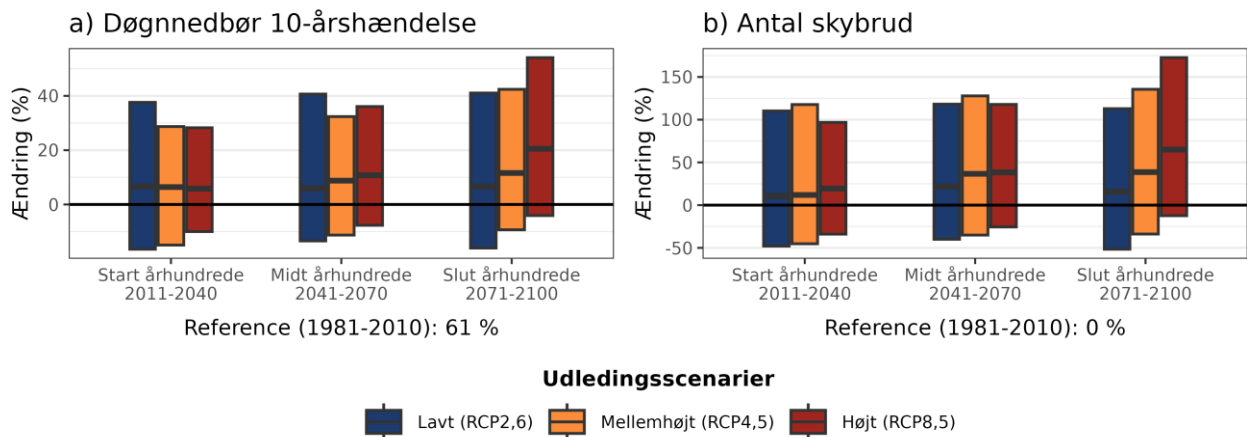 a) Døgnnedbør 10-årshændelse
Ændring (%)
40
20
0
Start århundrede
2011-2040
Midt århundrede
2041-2070
Slut århundrede
2071-2100
Reference (1981-2010): 61 %
b) Antal skybrud
Ændring (%)
150
100
50
0
-50
Start århundrede
2011-2040
Midt århundrede
2041-2070
Slut århundrede
2071-2100
Reference (1981-2010): 0 %
Udledingsscenarier
Lavt (RCP2,6)
Mellemhøjt (RCP4,5)
Højt (RCP8,5)